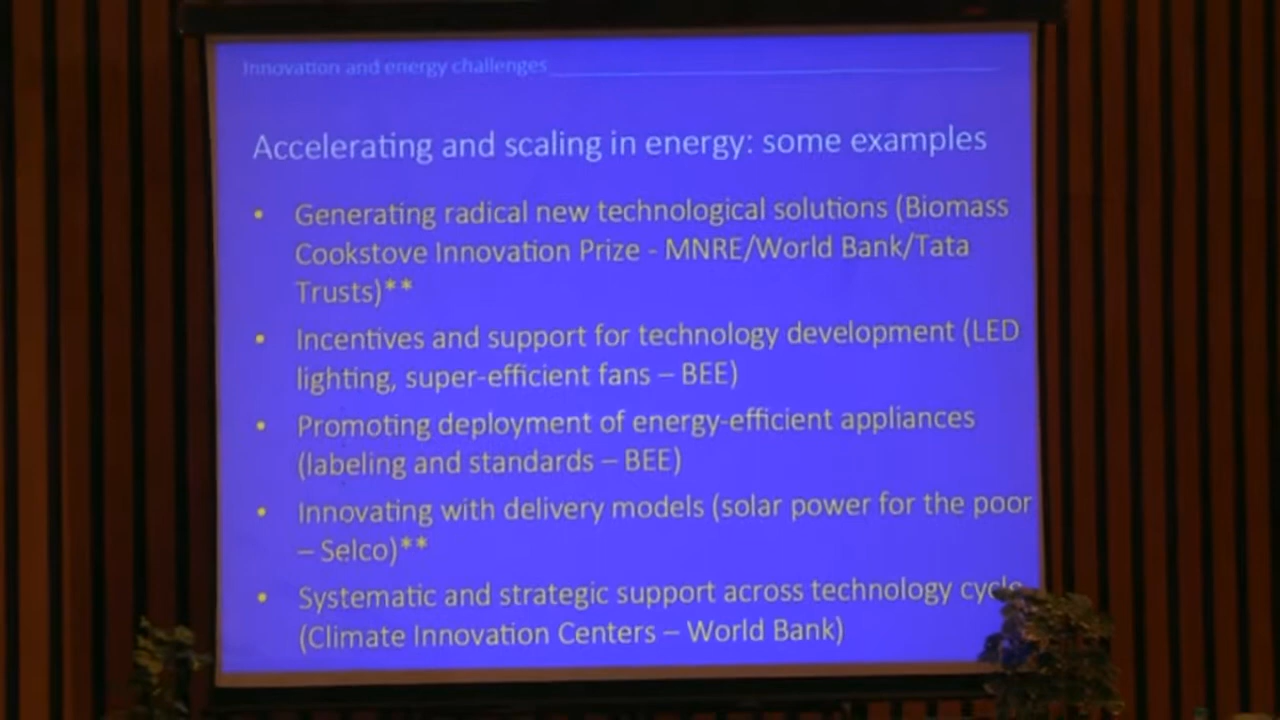 Innovation and energy challenges
Accelerating and scaling in energy: some examples
• Generating radical new technological solutions (Biomass
Cookstove Innovation Prize - MNRE/World Bank/Tata
Trusts)**
• Incentives and support for technology development (LED
lighting, super-efficient fans – BEE)
• Promoting deployment of energy-efficient appliances
(labeling and standards – BEE)
• Innovating with delivery models (solar power for the poor
– Selco)**
• Systematic and strategic support across technology cycle
(Climate Innovation Centers – World Bank)